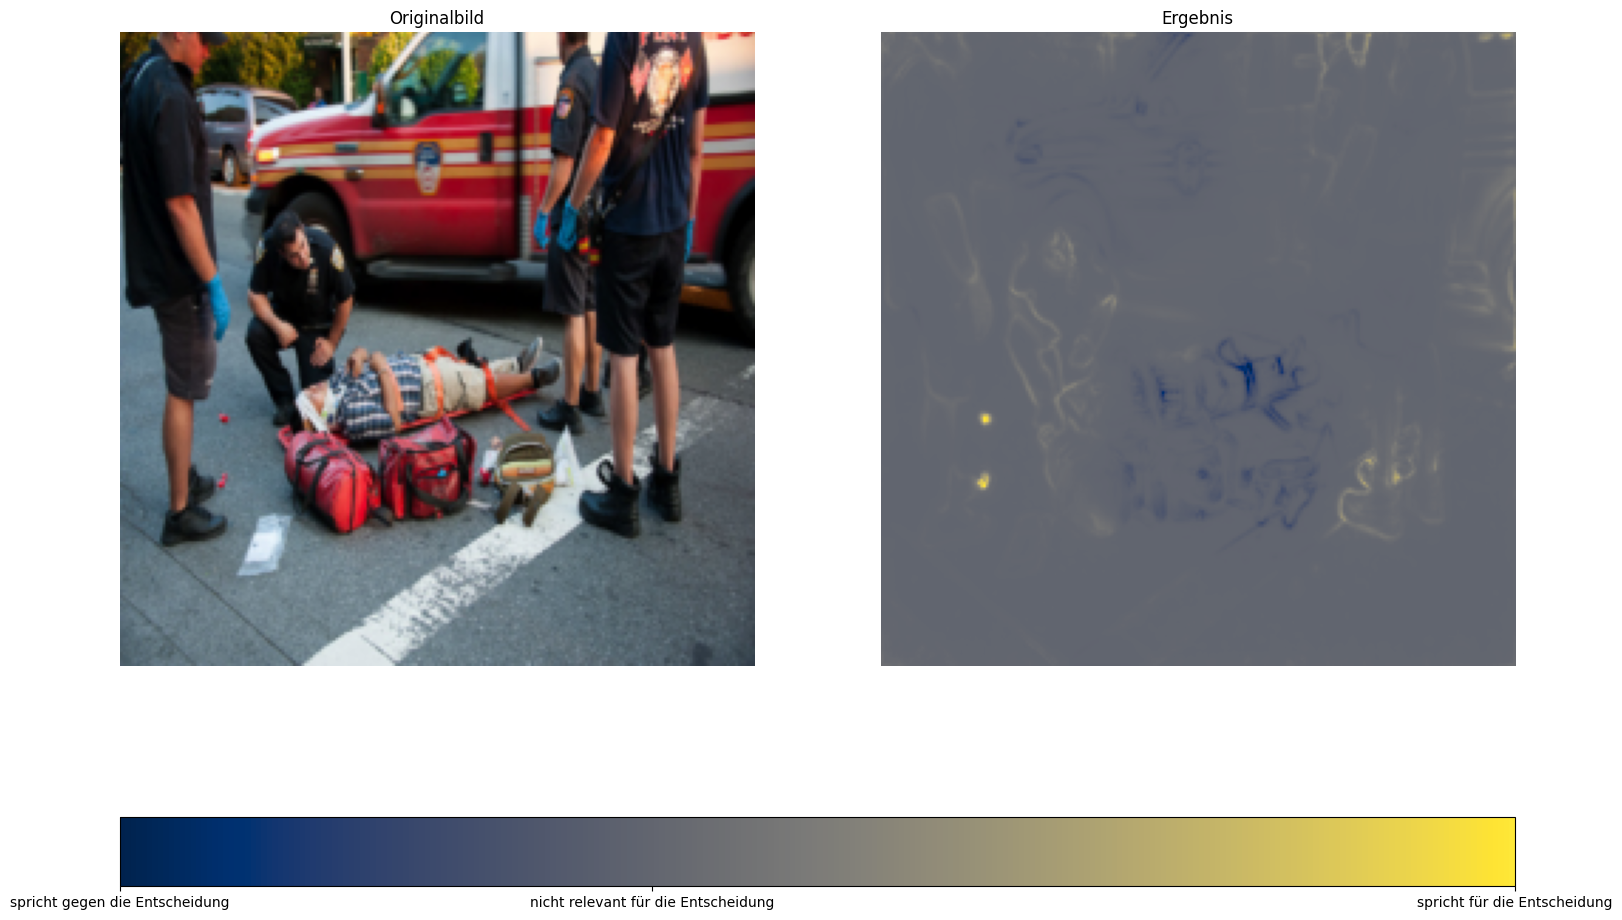 Originalbild
Ergebnis
spricht gegen die Entscheidung
nicht relevant für die Entscheidung
spricht für die Entscheidung